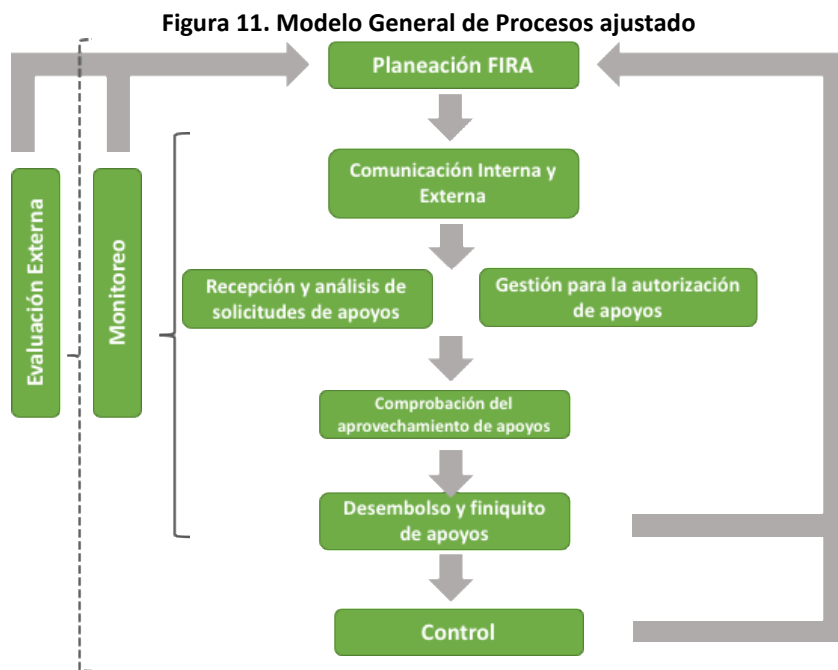 Figura 11. Modelo General de Procesos ajustado
Planeación FIRA
Comunicación Interna y
Externa
Recepción y análisis de
solicitudes de apoyos
Gestión para la autorización
de apoyos
Comprobación del
aprovechamiento de apoyos
Desembolso y finiquito
de apoyos
Control
Evaluación Externa
Monitoreo